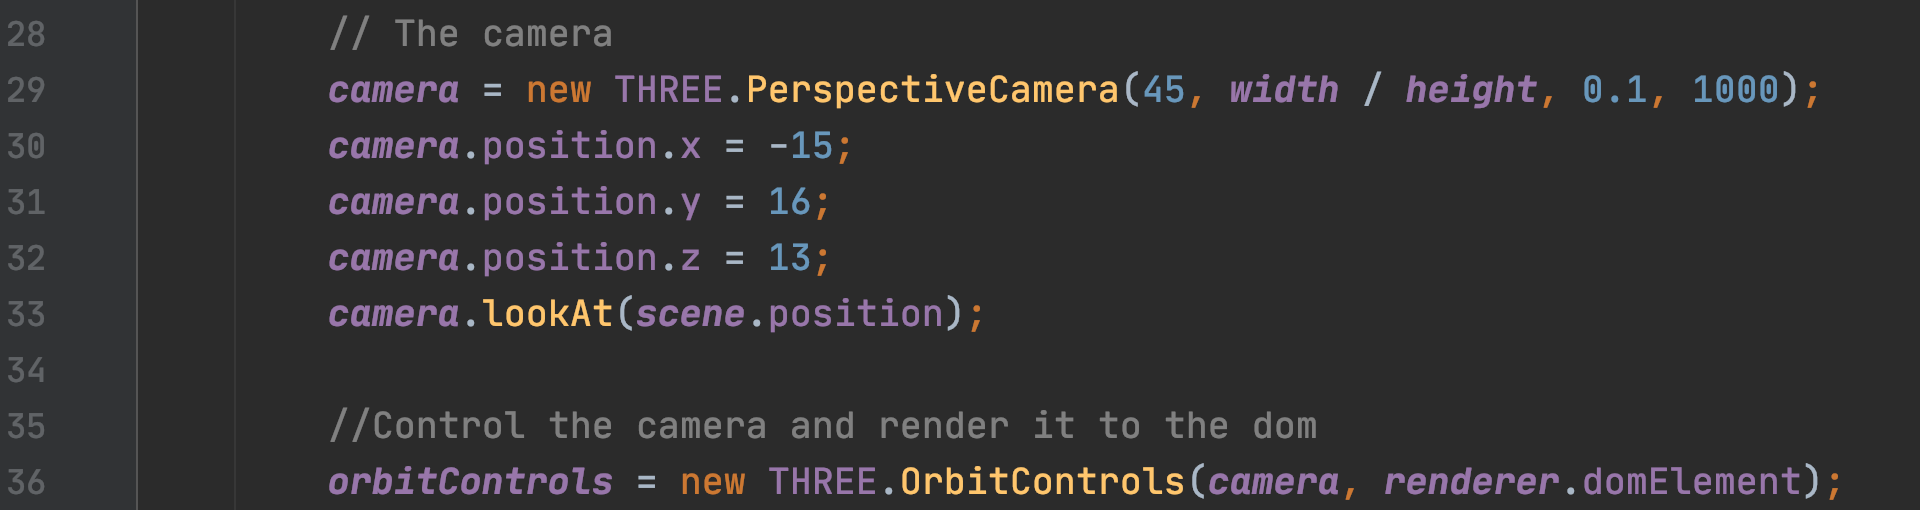 28 // The camera
29 camera = new THREE.PerspectiveCamera(45, width / height, 0.1, 1000);
30 camera.position.x = -15;
31 camera.position.y = 16;
32 camera.position.z = 13;
33 camera.lookAt(scene.position);
34
35 //Control the camera and render it to the dom
36 orbitControls = new THREE.OrbitControls(camera, renderer.domElement);